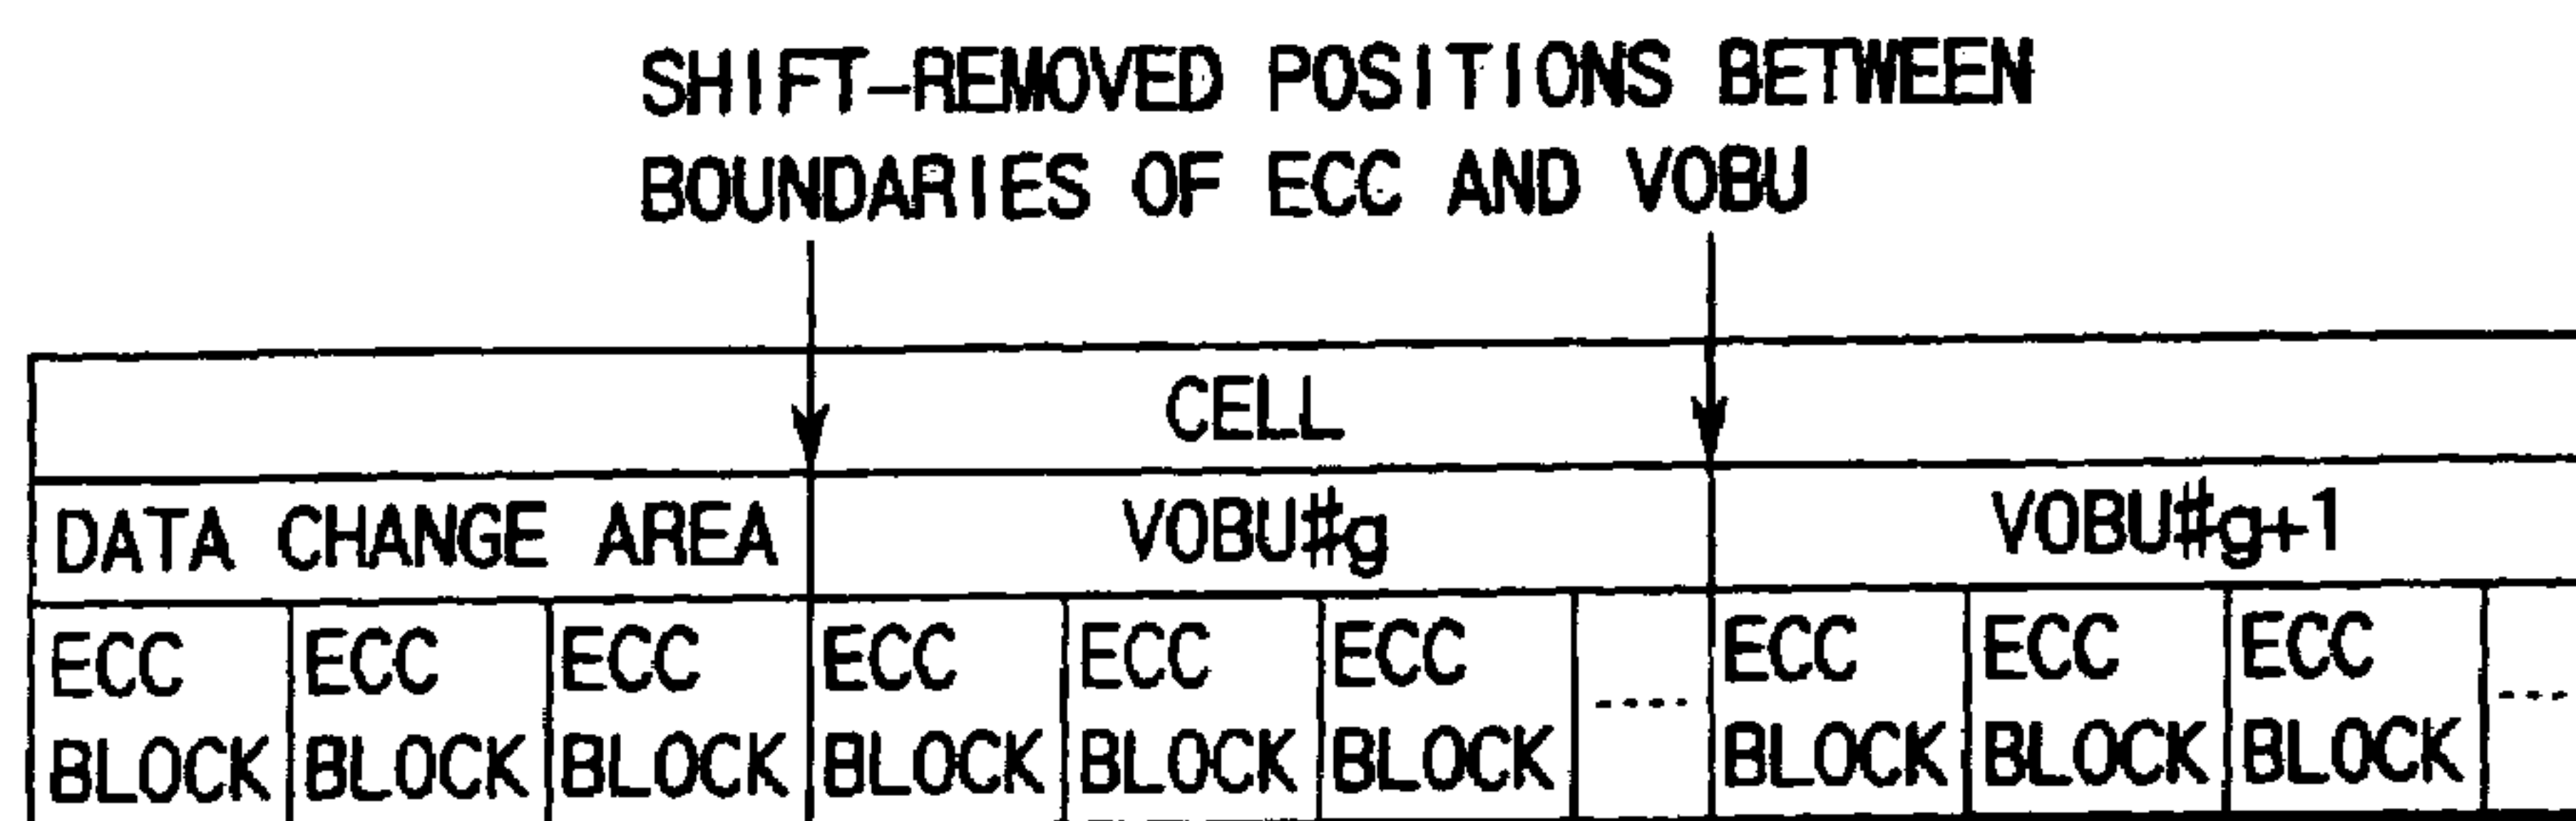 SHIFT-REMOVED POSITIONS BETWEEN
BOUNDARIES OF ECC AND VOBU
CELL
DATA CHANGE AREA VOBU#g VOBU#g+1
ECC ECC ECC ECC ECC ECC ECC ECC ECC
BLOCK BLOCK BLOCK BLOCK BLOCK BLOCK ---- BLOCK BLOCK BLOCK ---